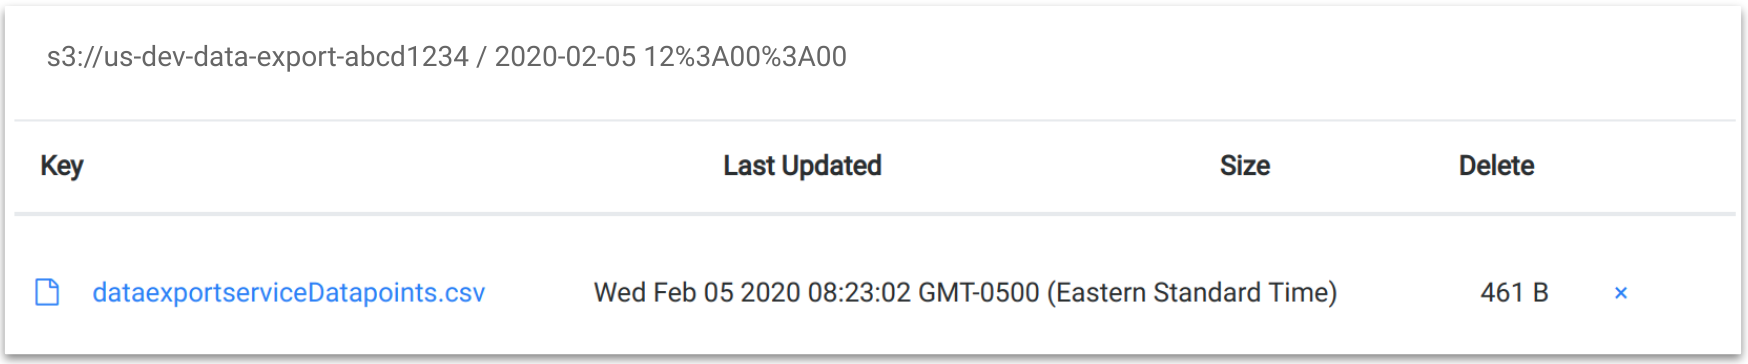 s3://us-dev-data-export-abcd1234 / 2020-02-05 12%3A00%3A00
Key Last Updated Size Delete
dataexportserviceDatapoints.csv Wed Feb 05 2020 08:23:02 GMT-0500 (Eastern Standard Time) 461 B ×